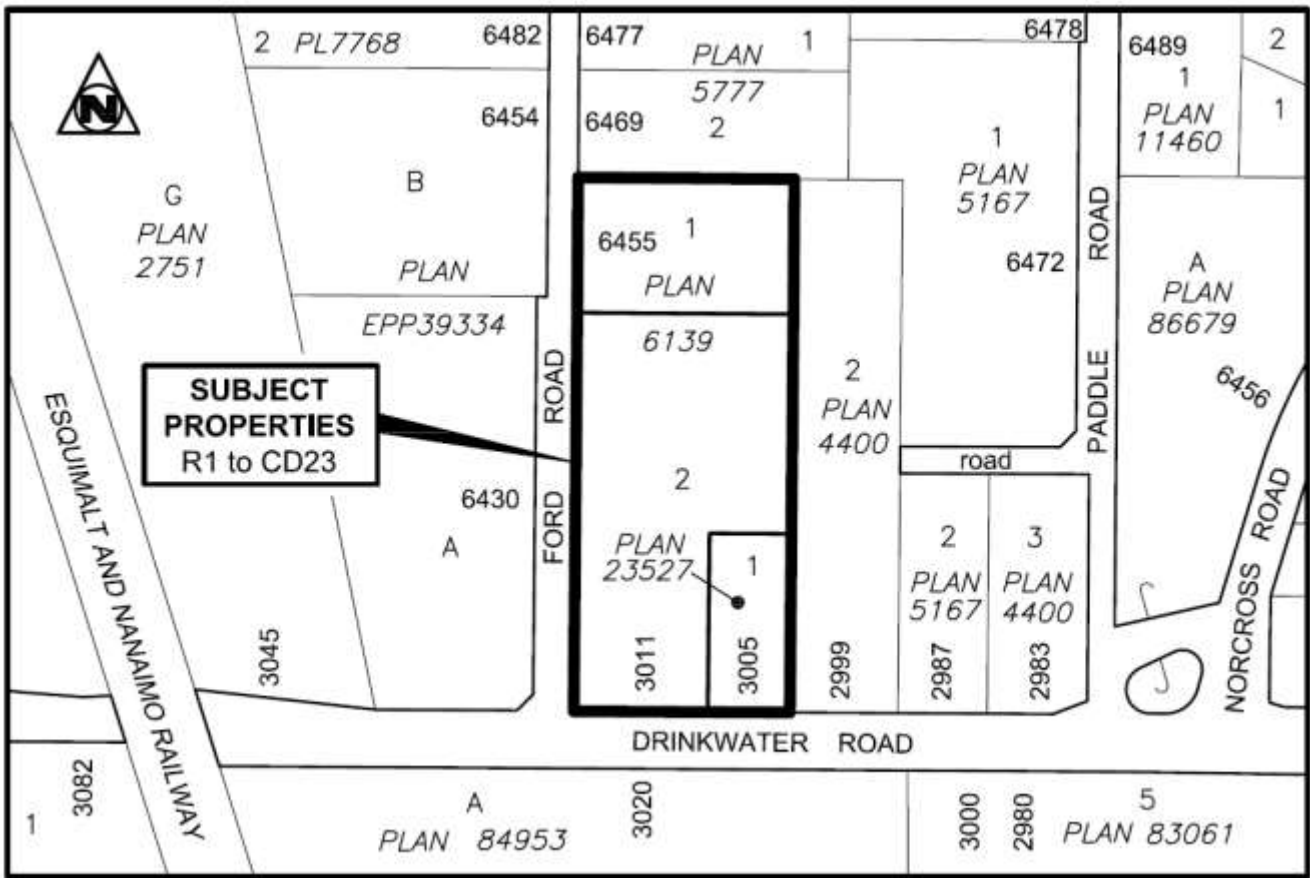 2 PL7768
6482
6477
PLAN
1
5777
6454
6469
2
6478
6489
1
PLAN
11460
2
1
N
G
PLAN
2751
B
PLAN
EPP39334
1
PLAN
5167
6472
PADDLE ROAD
A
PLAN
86679
6456
6455
1
PLAN
6139
2
PLAN
4400
road
SUBJECT
PROPERTIES
R1 to CD23
FORD ROAD
6430
A
2
PLAN
23527
1
3011
3005
2999
2
PLAN
5167
2987
3
PLAN
4400
2983
NORCROSS ROAD
ESQUIMALT AND NANAIMO RAILWAY
3045
DRINKWATER ROAD
1
3082
A
PLAN 84953
3020
3000
2980
5
PLAN 83061